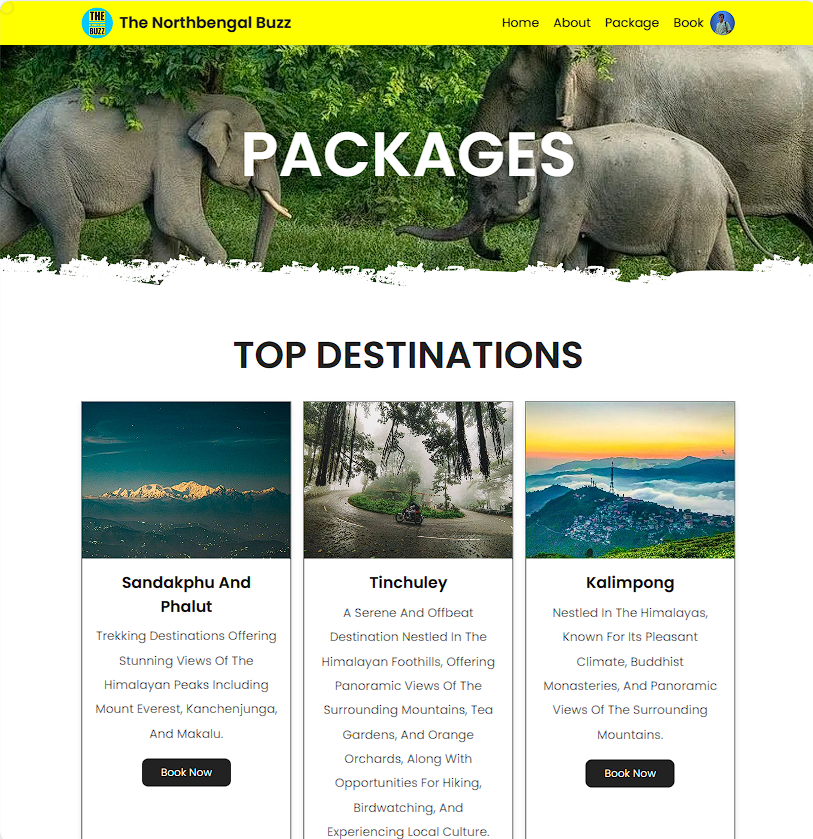 THE
BUZZ
The Northbengal Buzz
Home About Package Book
PACKAGES
TOP DESTINATIONS
Sandakphu And
Phalut
Trekking Destinations Offering
Stunning Views Of The
Himalayan Peaks Including
Mount Everest, Kanchenjunga,
And Makalu.
Book Now
Tinchuley
A Serene And Offbeat
Destination Nestled In The
Himalayan Foothills, Offering
Panoramic Views Of The
Surrounding Mountains, Tea
Gardens, And Orange
Orchards, Along With
Opportunities For Hiking,
Birdwatching, And
Experiencing Local Culture.
Kalimpong
Nestled In The Himalayas,
Known For Its Pleasant
Climate, Buddhist
Monasteries, And Panoramic
Views Of The Surrounding
Mountains.
Book Now